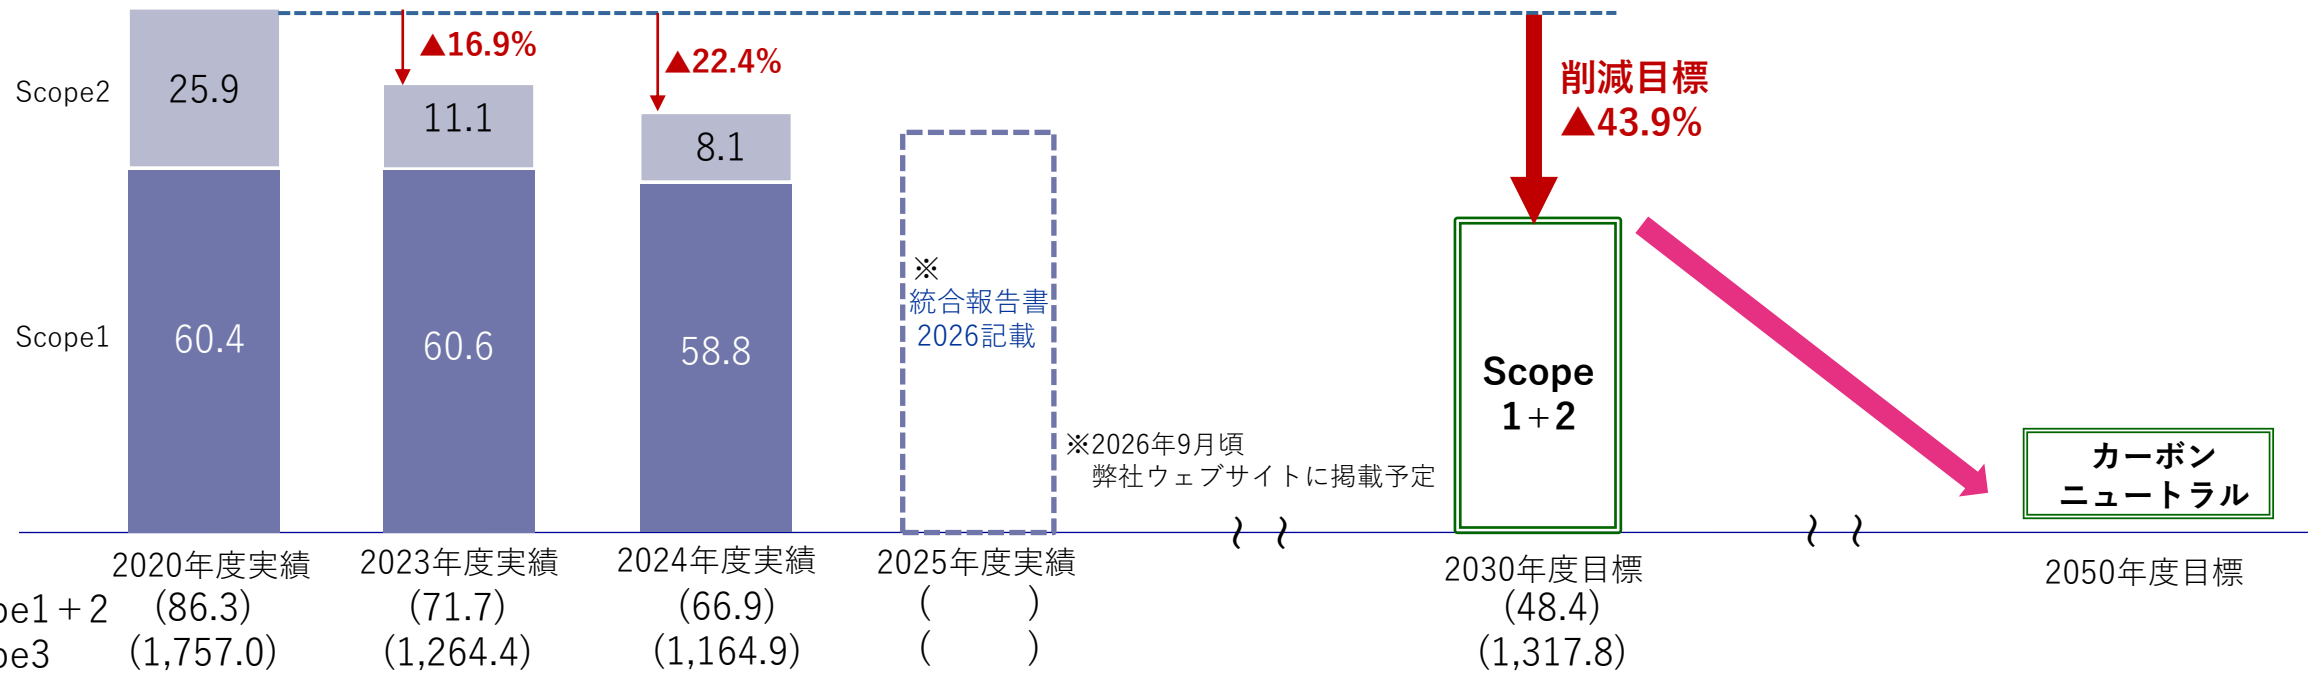 Scope2
Scope1
25.9
60.4
▲16.9%
11.1
60.6
▲22.4%
8.1
58.8
※
統合報告書
2026記載
※2026年9月頃
弊社ウェブサイトに掲載予定
削減目標
▲43.9%
Scope
1+2
カーボン
ニュートラル
2020年度実績 2023年度実績 2024年度実績 2025年度実績 2030年度目標 2050年度目標
pe1+2 (86.3) (71.7) (66.9) ( ) (48.4)
pe3 (1,757.0) (1,264.4) (1,164.9) ( ) (1,317.8)